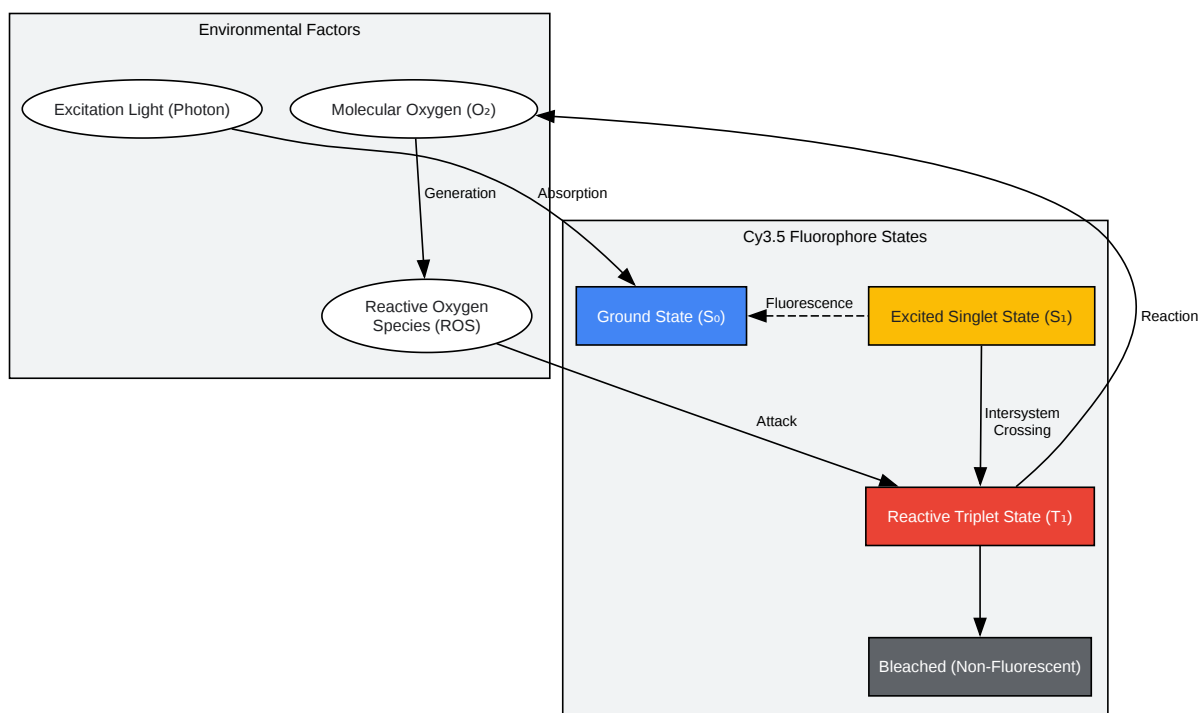 Environmental Factors
Excitation Light (Photon)
Molecular Oxygen (O₂)
Generation
Absorption
Reactive Oxygen
Species (ROS)
Cy3.5 Fluorophore States
Ground State (S₀)
Fluorescence
Excited Singlet State (S₁)
Reaction
Attack
Intersystem
Crossing
Reactive Triplet State (T₁)
Bleached (Non-Fluorescent)